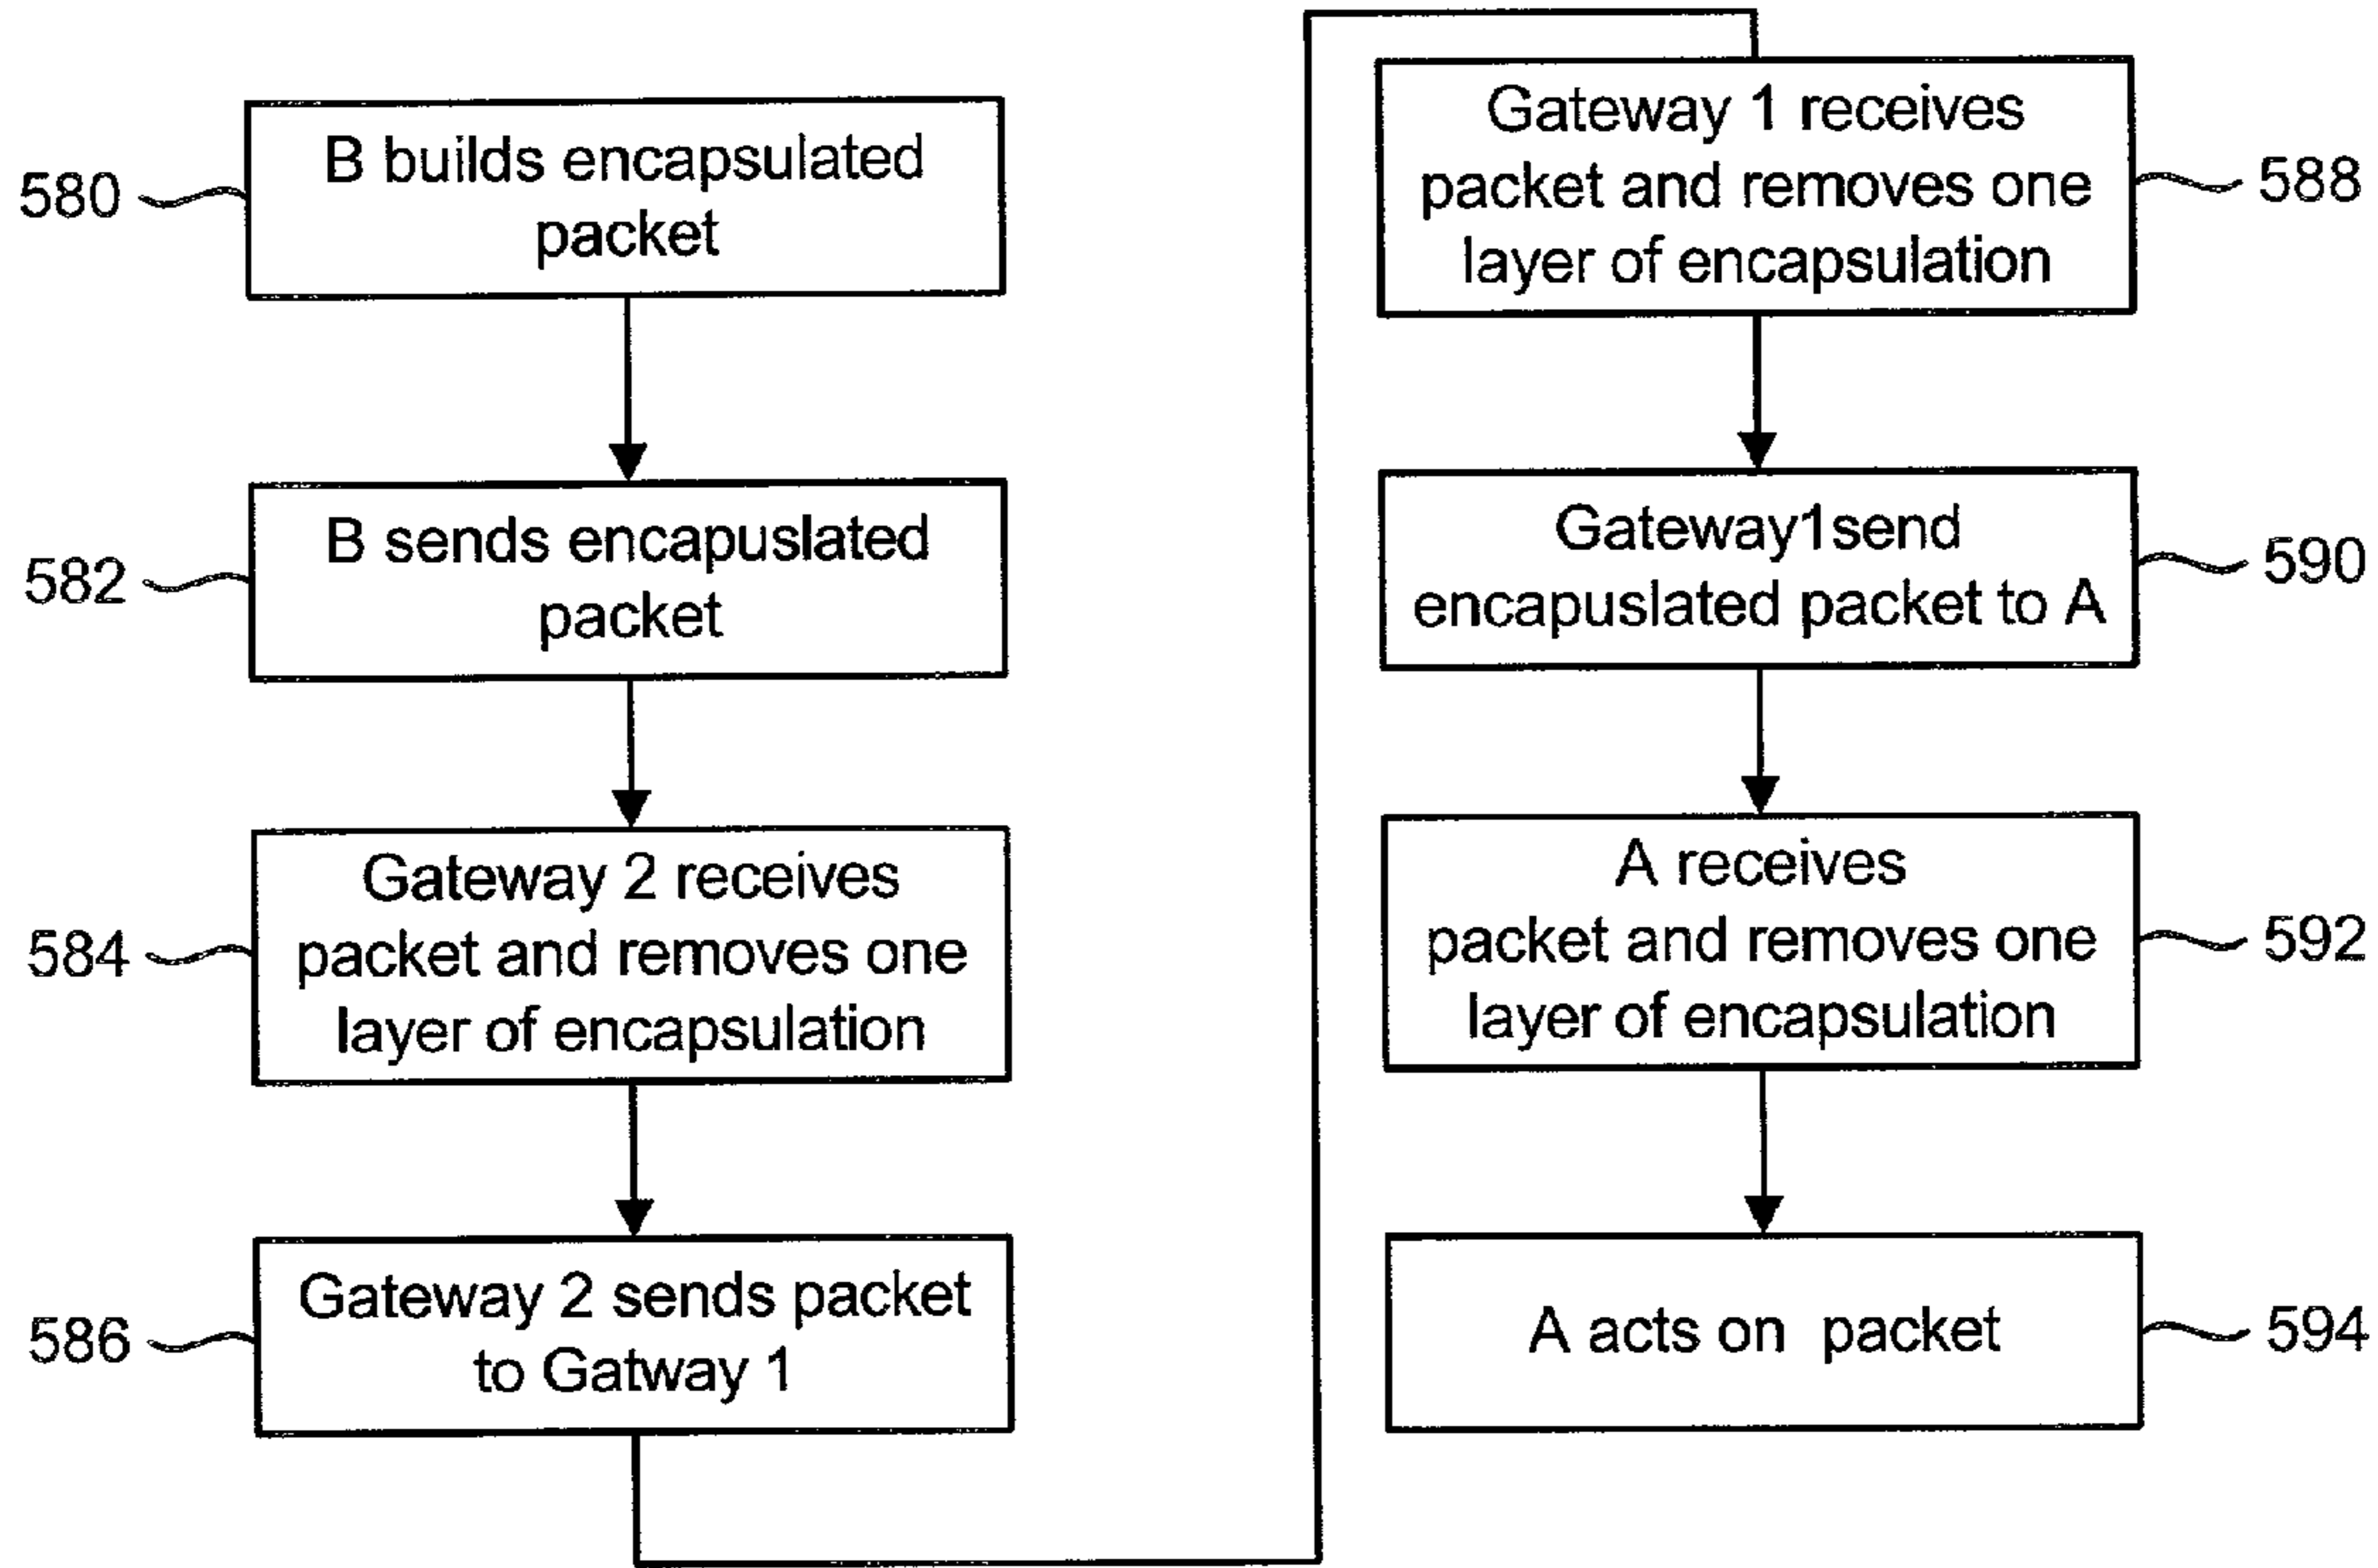 580
B builds encapsulated
packet
582
B sends encapuslated
packet
584
Gateway 2 receives
packet and removes one
layer of encapsulation
586
Gateway 2 sends packet
to Gatway 1
Gateway 1 receives
packet and removes one
layer of encapsulation
588
Gateway1send
encapuslated packet to A
590
A receives
packet and removes one
layer of encapsulation
592
A acts on packet
594